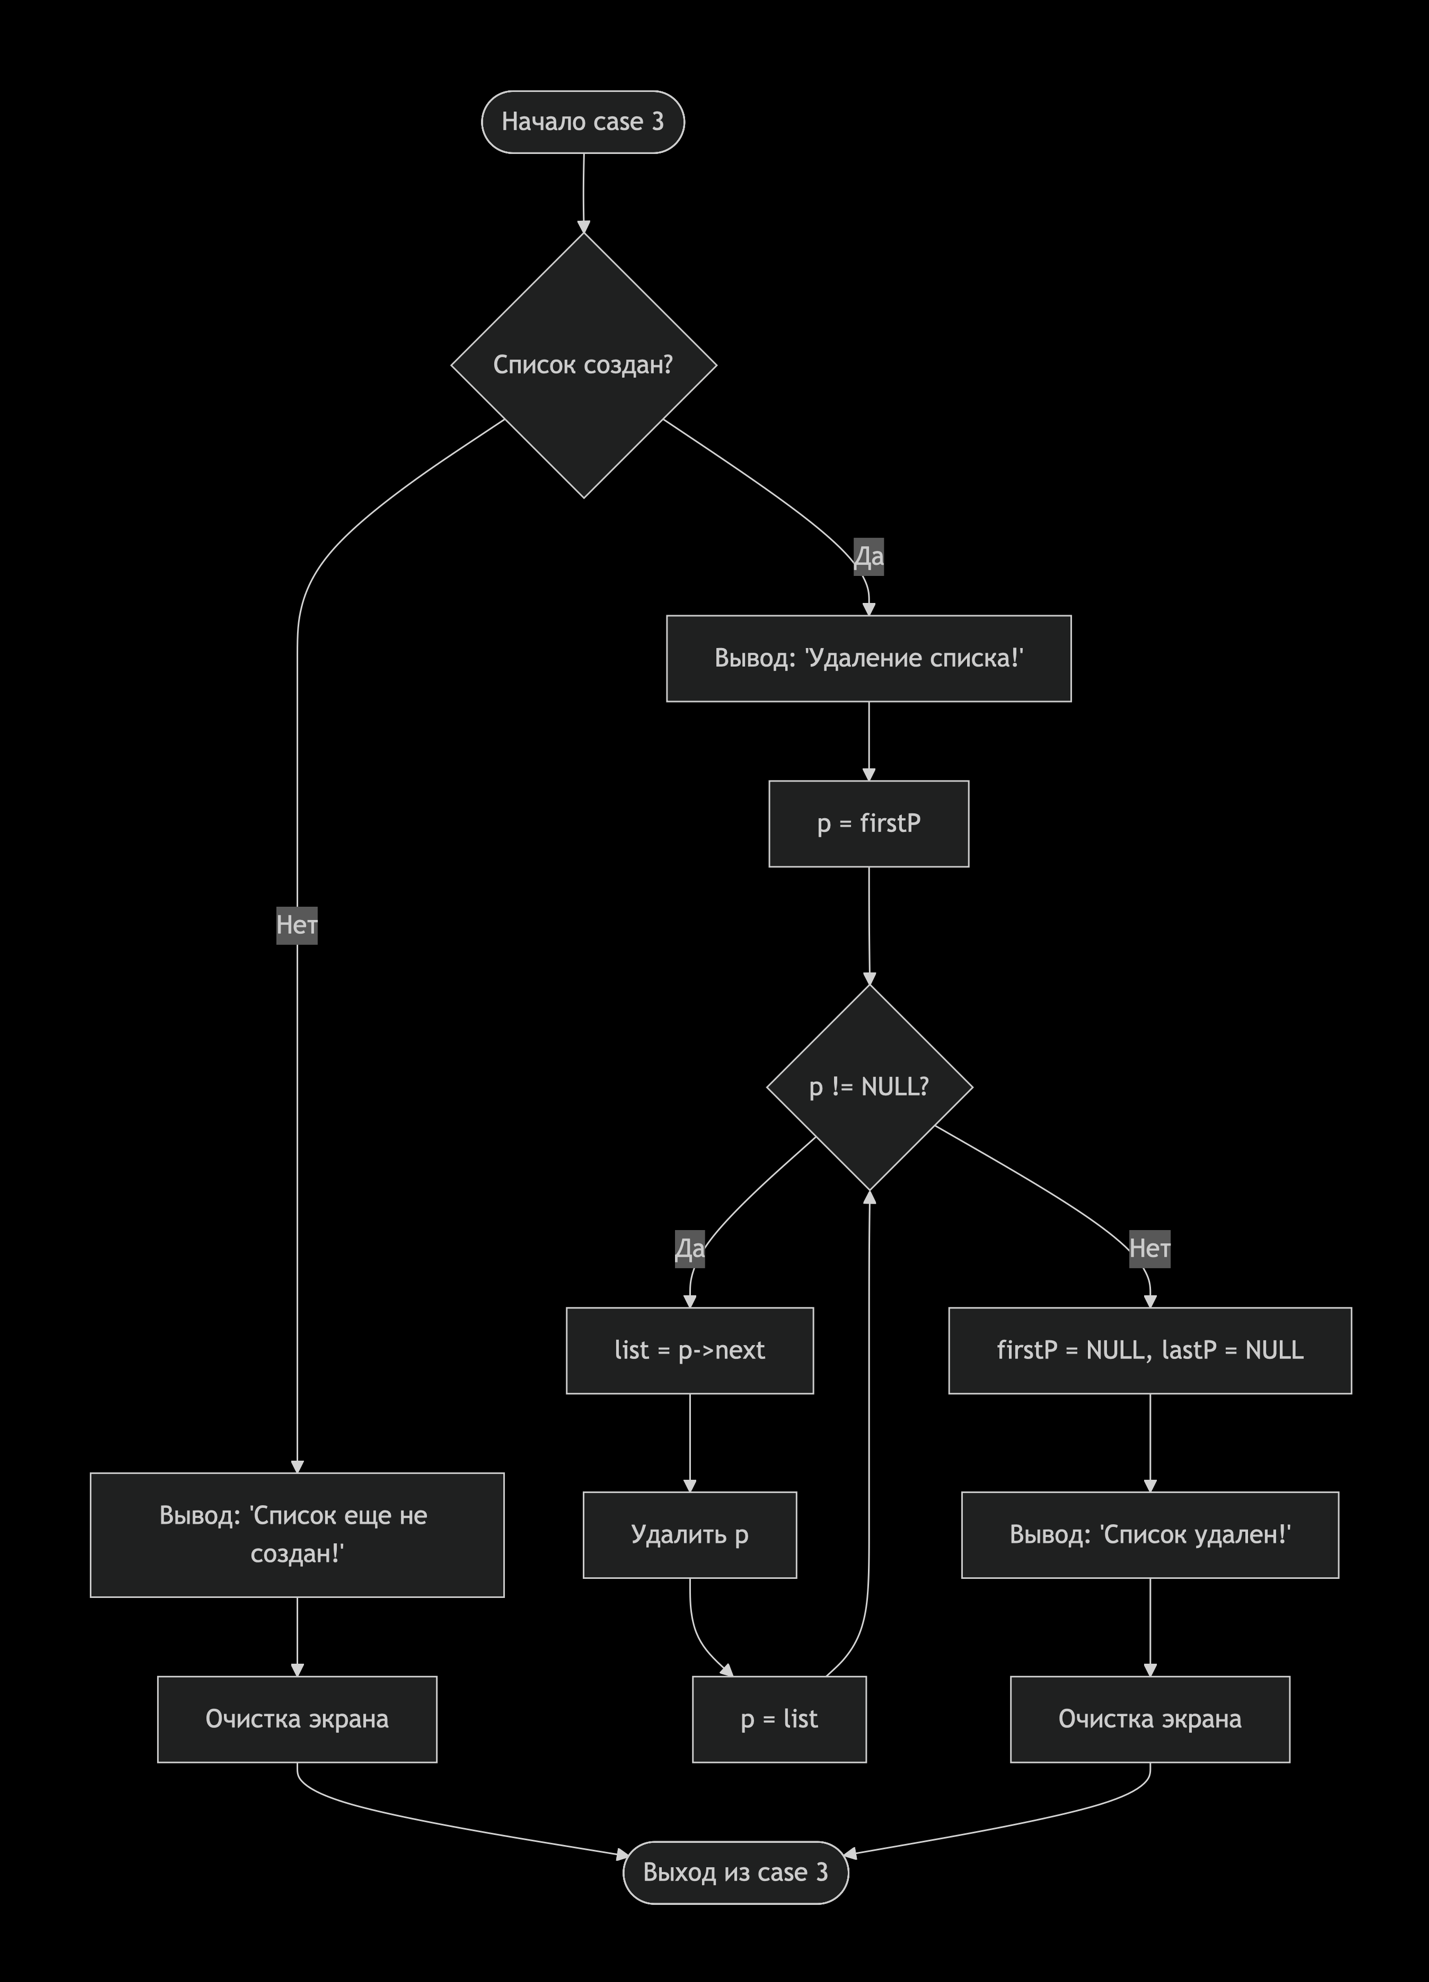 Начало case 3
Список создан?
Да
Вывод: 'Удаление списка!'
p = firstP
Нет
p != NULL?
Да
Нет
list = p->next
firstP = NULL, lastP = NULL
Вывод: 'Список еще не
создан!'
Удалить p
Вывод: 'Список удален!'
Очистка экрана
p = list
Очистка экрана
Выход из case 3